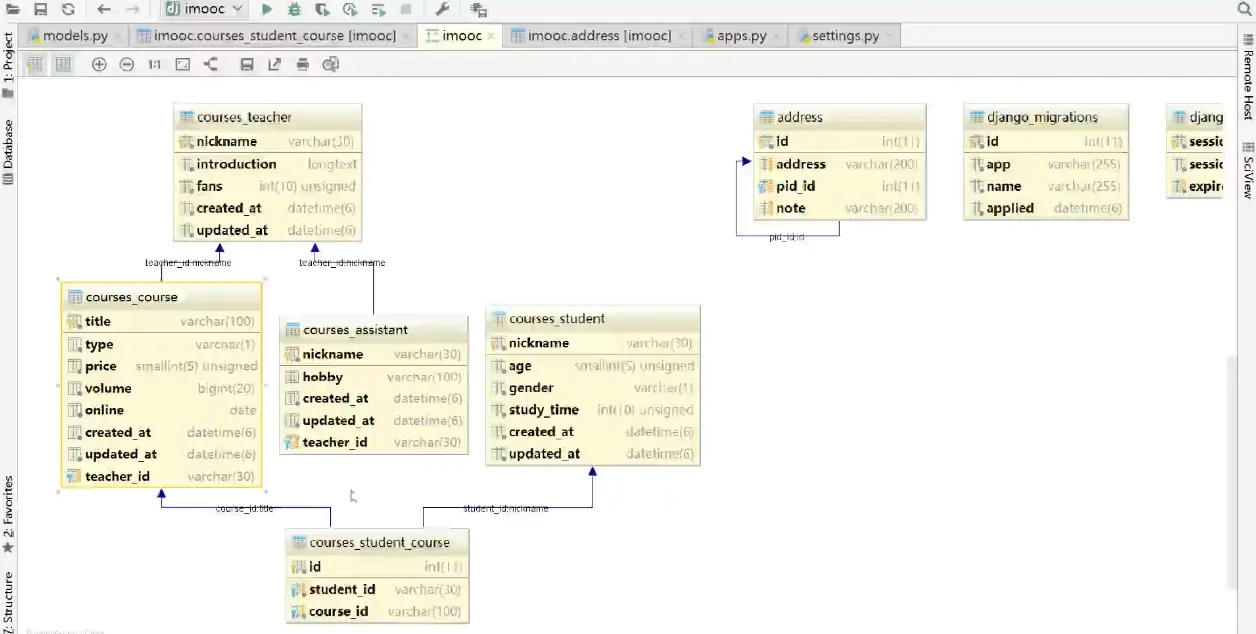 imooc
models.py
imooc.courses_student_course [imooc]
imooc
imooc.address [imooc]
apps.py
settings.py
1: Project
Database
2: Favorites
Z: Structure
Remote Host
SciView
1:1
courses_teacher
nickname varchar(30)
introduction longtext
fans int(10) unsigned
created_at datetime(6)
updated_at datetime(6)
teacher_id:nickname
teacher_id:nickname
courses_course
title varchar(100)
type varchar(1)
price smallint(5) unsigned
volume bigint(20)
online date
created_at datetime(6)
updated_at datetime(6)
teacher_id varchar(30)
courses_assistant
nickname varchar(30)
hobby varchar(100)
created_at datetime(6)
updated_at datetime(6)
teacher_id varchar(30)
courses_student
nickname varchar(30)
age smallint(5) unsigned
gender varchar(1)
study_time int(10) unsigned
created_at datetime(6)
updated_at datetime(6)
course_id:title
student_id:nickname
courses_student_course
id int(11)
student_id varchar(30)
course_id varchar(100)
address
id int(11)
address varchar(200)
pid_id int(11)
note varchar(200)
pid_id:id
django_migrations
id int(11)
app varchar(255)
name varchar(255)
applied datetime(6)
djang
sessic
sessic
expire